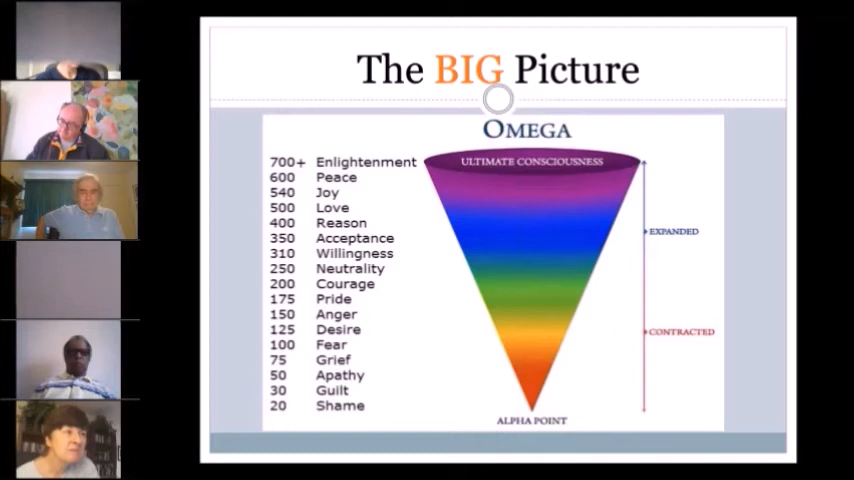 The BIG Picture
OMEGA
700+ Enlightenment
600 Peace
540 Joy
500 Love
400 Reason
350 Acceptance
310 Willingness
250 Neutrality
200 Courage
175 Pride
150 Anger
125 Desire
100 Fear
75 Grief
50 Apathy
30 Guilt
20 Shame
ULTIMATE CONSCIOUSNESS
EXPANDED
CONTRACTED
ALPHA POINT